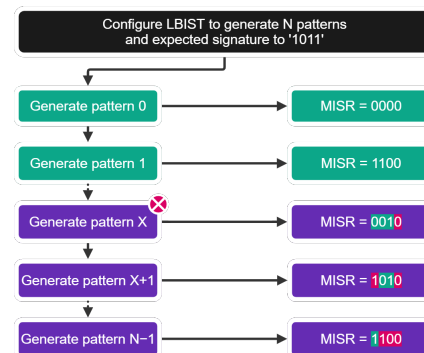 Configure LBIST to generate N patterns
and expected signature to '1011'
Generate pattern 0
MISR = 0000
Generate pattern 1
MISR = 1100
Generate pattern X
MISR = 0010
Generate pattern X+1
MISR = 1010
Generate pattern N−1
MISR = 1100